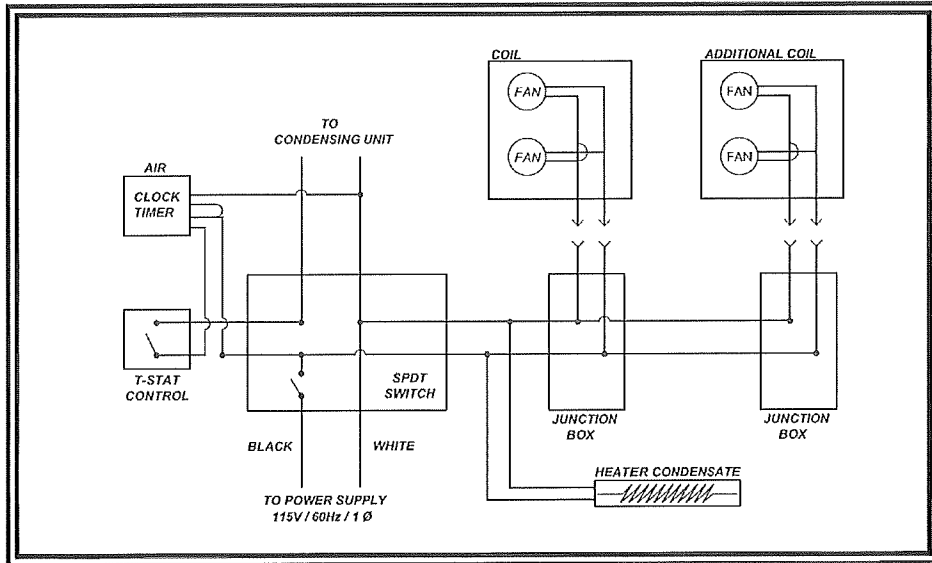 COIL
ADDITIONAL COIL
FAN
FAN
FAN
FAN
TO
CONDENSING UNIT
AIR
CLOCK
TIMER
T-STAT
CONTROL
SPDT
SWITCH
BLACK
WHITE
JUNCTION
BOX
JUNCTION
BOX
TO POWER SUPPLY
115V / 60Hz / 1 Ø
HEATER CONDENSATE